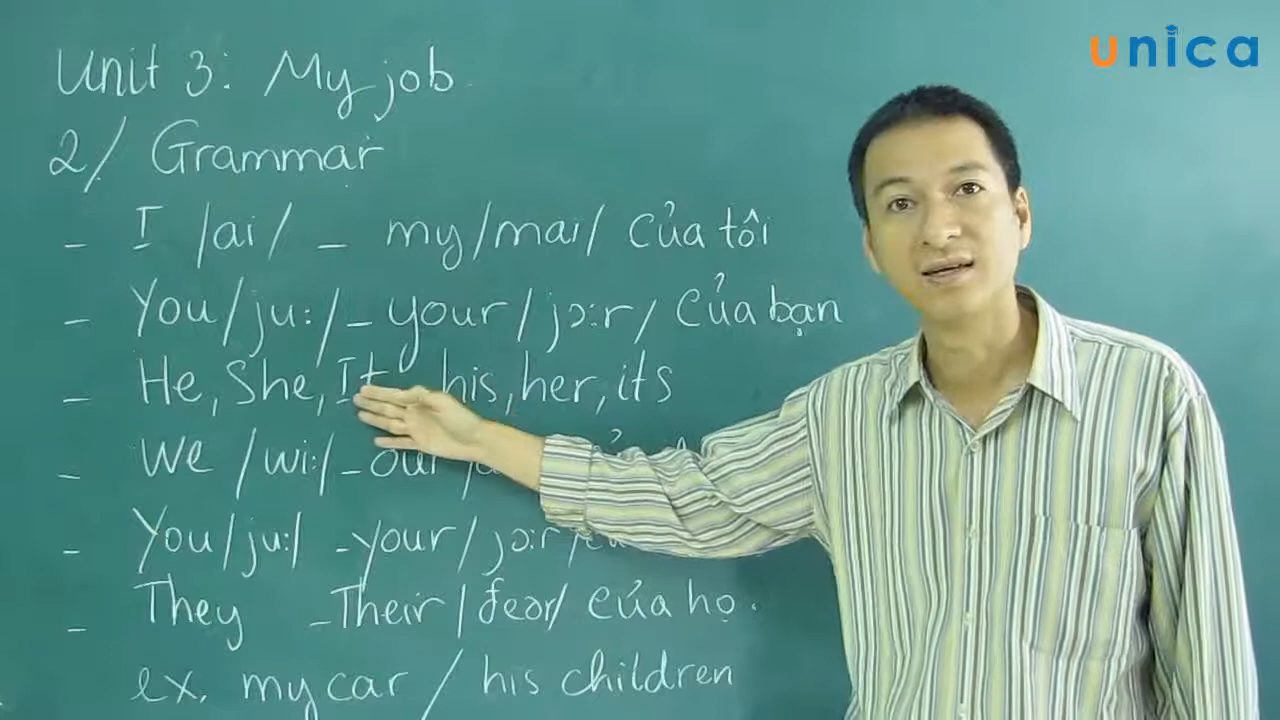 unica
Unit 3: My job
2/ Grammar
- I /ai/ - my/mai/ của tôi
- You/ju:/ - your/jɔ:r/ của bạn
- He, She, It his, her, its
- We /wi:/ - our
- You/ju:/ - your/jɔ:r/
- They - Their/ðeər/ của họ.
ex. my car / his children